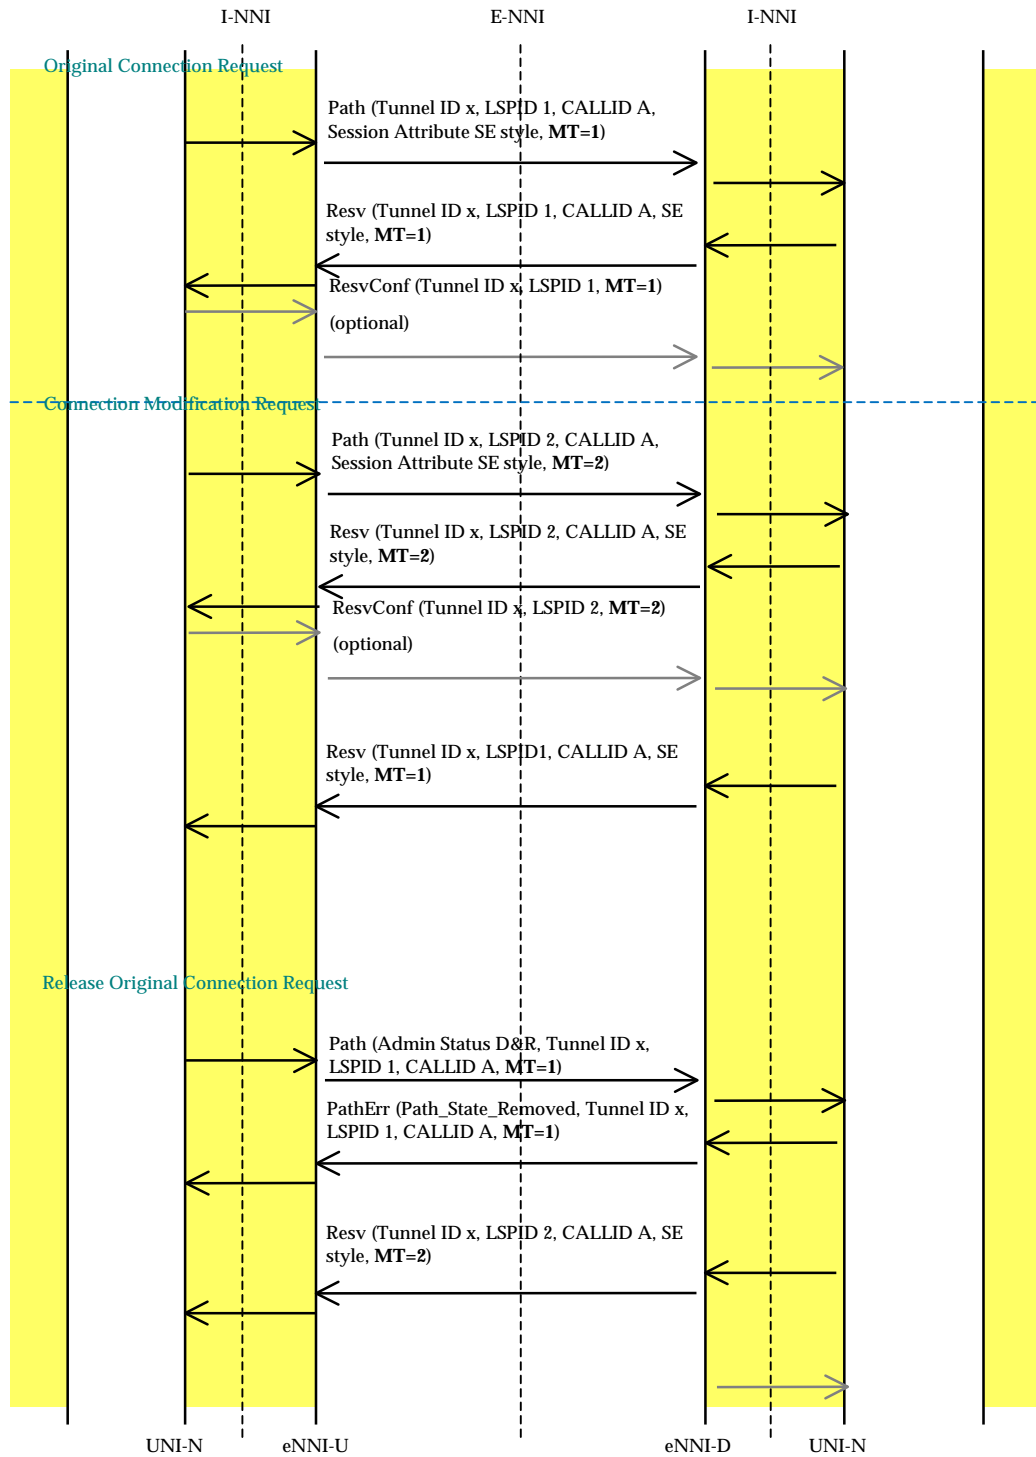 I-NNI E-NNI I-NNI
Original Connection Request
Path (Tunnel ID x, LSPID 1, CALLID A,
Session Attribute SE style, MT=1)
Resv (Tunnel ID x, LSPID 1, CALLID A, SE
style, MT=1)
ResvConf (Tunnel ID x, LSPID 1, MT=1)
(optional)
Connection Modification Request
Path (Tunnel ID x, LSPID 2, CALLID A,
Session Attribute SE style, MT=2)
Resv (Tunnel ID x, LSPID 2, CALLID A, SE
style, MT=2)
ResvConf (Tunnel ID x, LSPID 2, MT=2)
(optional)
Resv (Tunnel ID x, LSPID1, CALLID A, SE
style, MT=1)
Release Original Connection Request
Path (Admin Status D&R, Tunnel ID x,
LSPID 1, CALLID A, MT=1)
PathErr (Path_State_Removed, Tunnel ID x,
LSPID 1, CALLID A, MT=1)
Resv (Tunnel ID x, LSPID 2, CALLID A, SE
style, MT=2)
UNI-N eNNI-U eNNI-D UNI-N